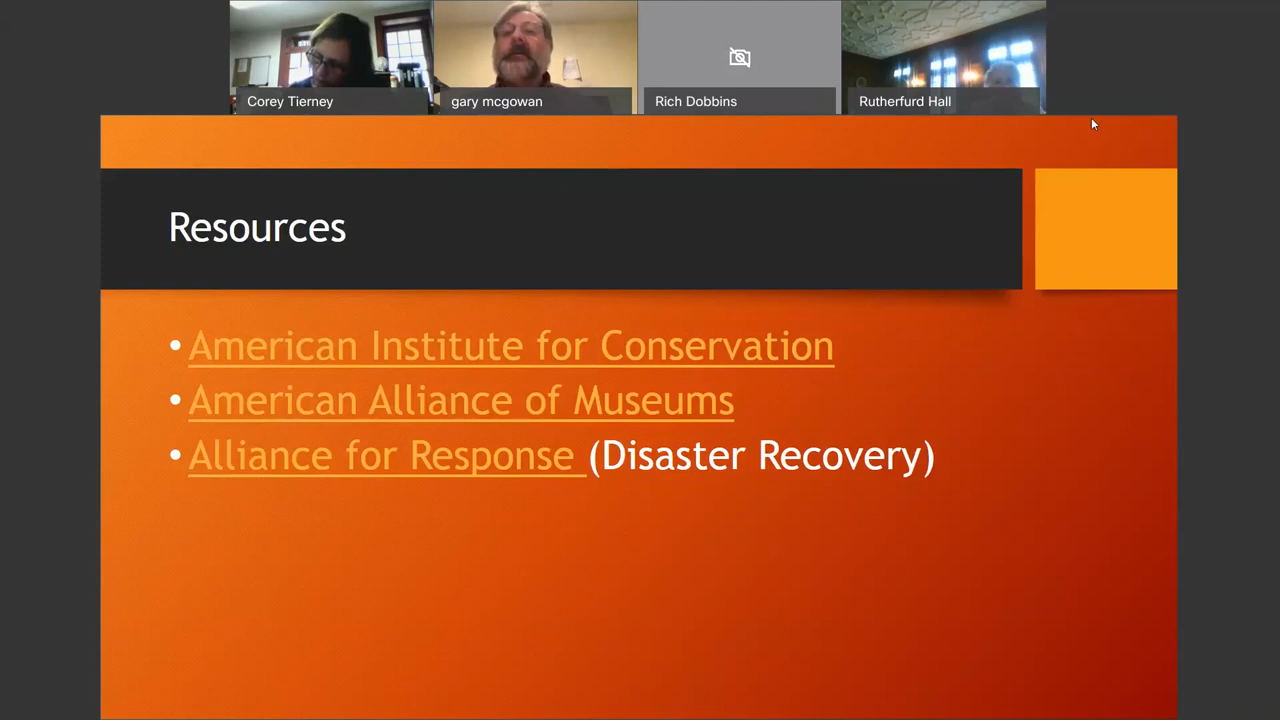 Corey Tierney
gary mcgowan
Rich Dobbins
Rutherfurd Hall
Resources
• American Institute for Conservation
• American Alliance of Museums
• Alliance for Response (Disaster Recovery)